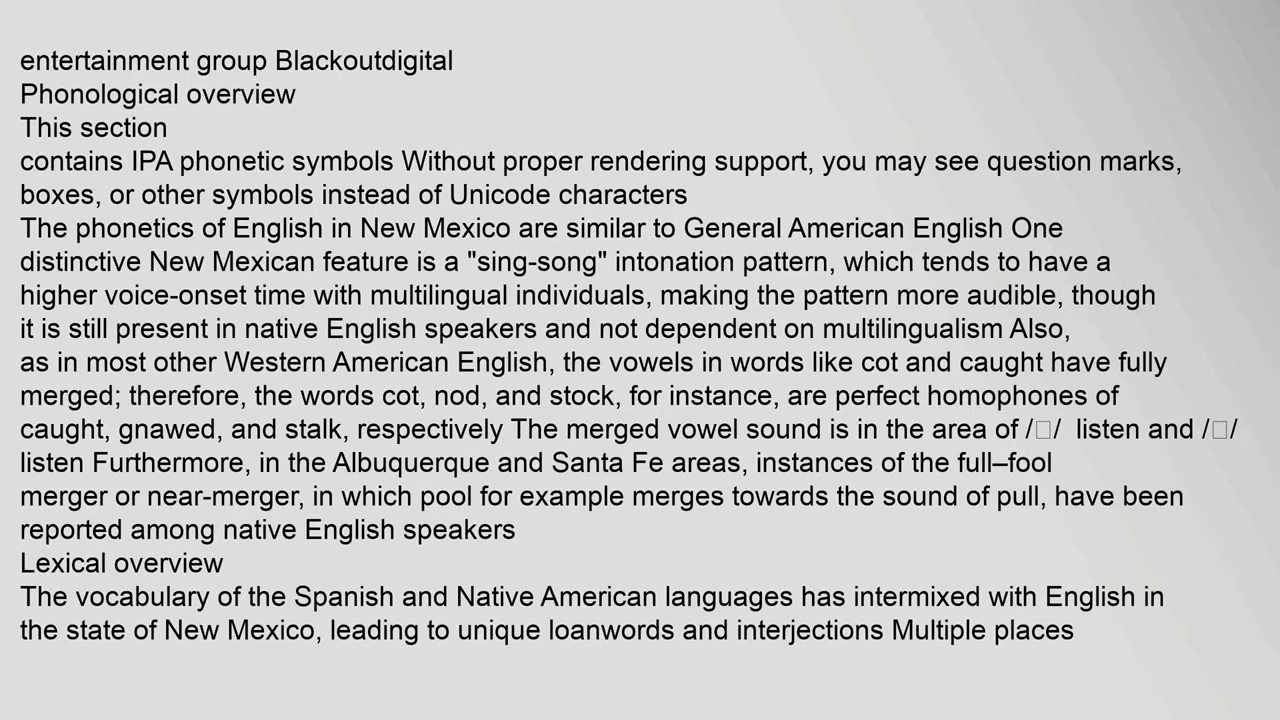 entertainment group Blackoutdigital
Phonological overview
This section
contains IPA phonetic symbols Without proper rendering support, you may see question marks,
boxes, or other symbols instead of Unicode characters
The phonetics of English in New Mexico are similar to General American English One
distinctive New Mexican feature is a "sing-song" intonation pattern, which tends to have a
higher voice-onset time with multilingual individuals, making the pattern more audible, though
it is still present in native English speakers and not dependent on multilingualism Also,
as in most other Western American English, the vowels in words like cot and caught have fully
merged; therefore, the words cot, nod, and stock, for instance, are perfect homophones of
caught, gnawed, and stalk, respectively The merged vowel sound is in the area of /□/  listen and /□/
listen Furthermore, in the Albuquerque and Santa Fe areas, instances of the full–fool
merger or near-merger, in which pool for example merges towards the sound of pull, have been
reported among native English speakers
Lexical overview
The vocabulary of the Spanish and Native American languages has intermixed with English in
the state of New Mexico, leading to unique loanwords and interjections Multiple places